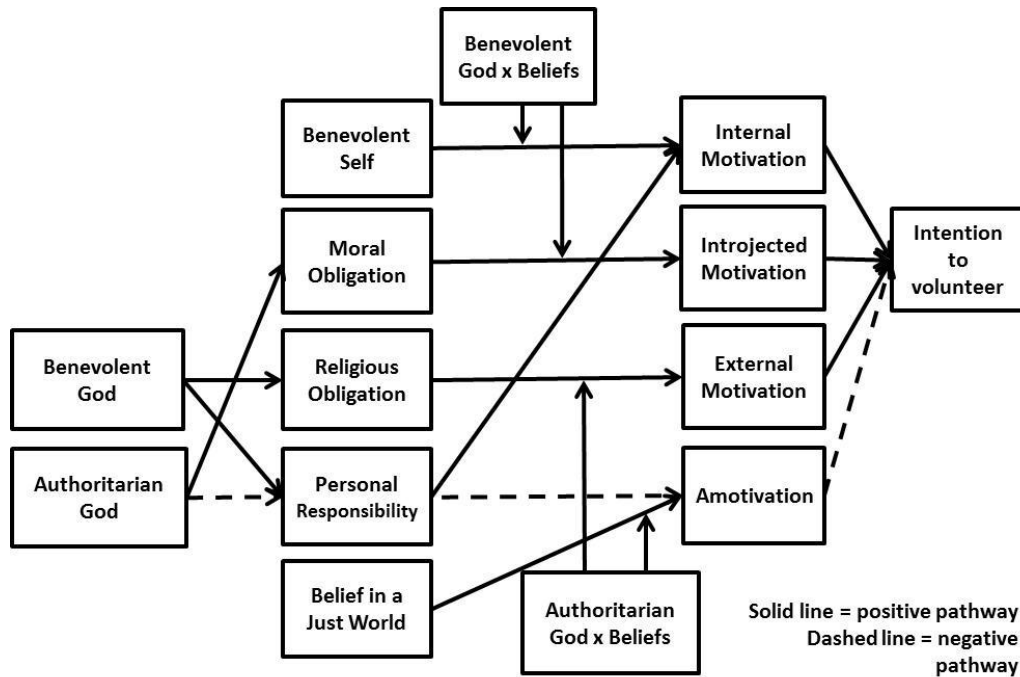 Benevolent
God x Beliefs
Benevolent
Self
Internal
Motivation
Moral
Obligation
Introjected
Motivation
Intention
to
volunteer
Benevolent
God
Religious
Obligation
External
Motivation
Authoritarian
God
Personal
Responsibility
Amotivation
Belief in a
Just World
Authoritarian
God x Beliefs
Solid line = positive pathway
Dashed line = negative
pathway